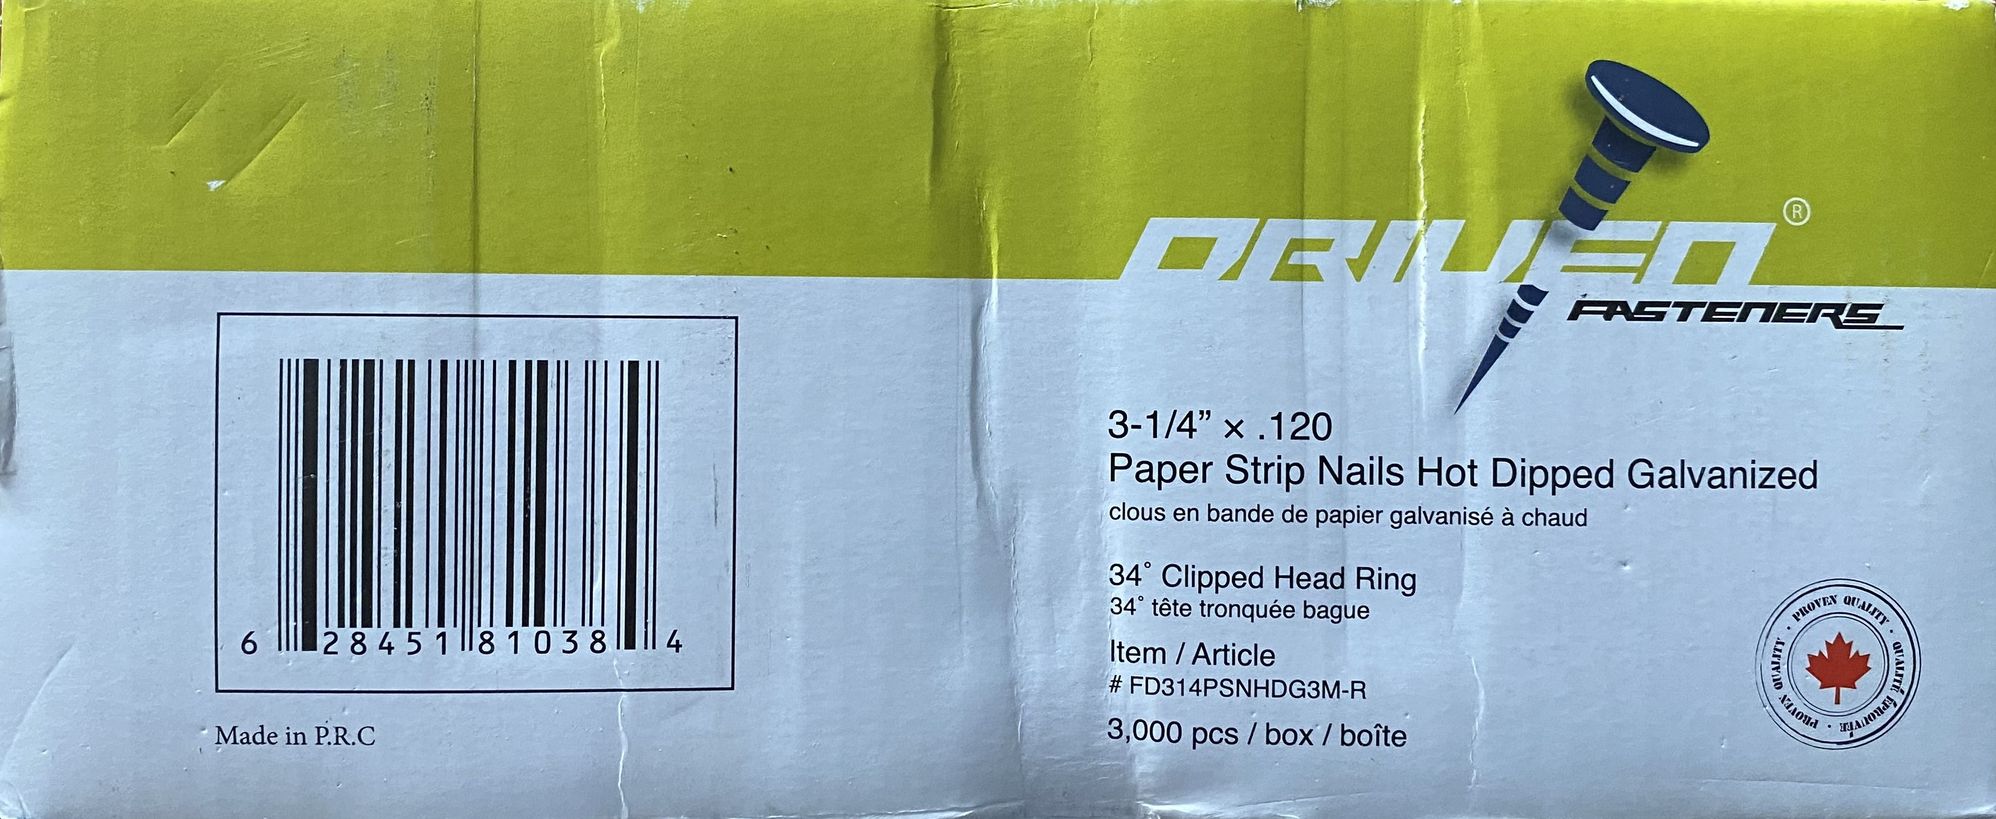 DRIVEN®
FASTENERS
3-1/4” × .120
Paper Strip Nails Hot Dipped Galvanized
clous en bande de papier galvanisé à chaud
34° Clipped Head Ring
34° tête tronquée bague
Item / Article
# FD314PSNHDG3M-R
3,000 pcs / box / boîte
6 28451 81038 4
Made in P.R.C
· PROVEN QUALITY · QUALITÉ ÉPROUVÉE · PROVEN QUALITY